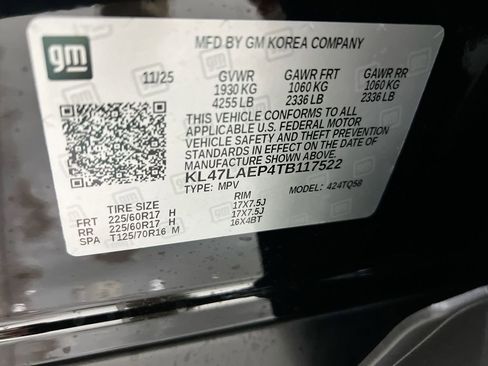 gm
MFD BY GM KOREA COMPANY
11/25 GVWR GAWR FRT GAWR RR
1930 KG 1060 KG 1060 KG
4255 LB 2336 LB 2336 LB
THIS VEHICLE CONFORMS TO ALL
APPLICABLE U.S. FEDERAL MOTOR
VEHICLE SAFETY AND THEFT PREVENTION
STANDARDS IN EFFECT ON THE DATE OF
MANUFACTURE SHOWN ABOVE.
KL47LAEP4TB117522
TYPE: MPV MODEL: 424TQ58
TIRE SIZE RIM
FRT 225/60R17 H 17X7.5J
RR 225/60R17 H 17X7.5J
SPA T125/70R16 M 16X4BT